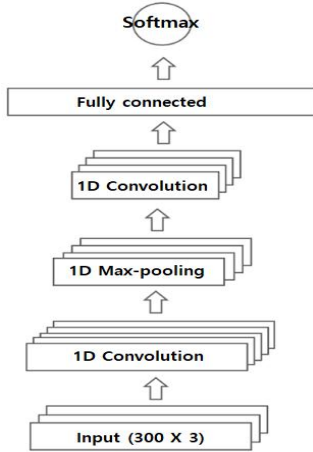 Softmax
Fully connected
1D Convolution
1D Max-pooling
1D Convolution
Input (300 X 3)